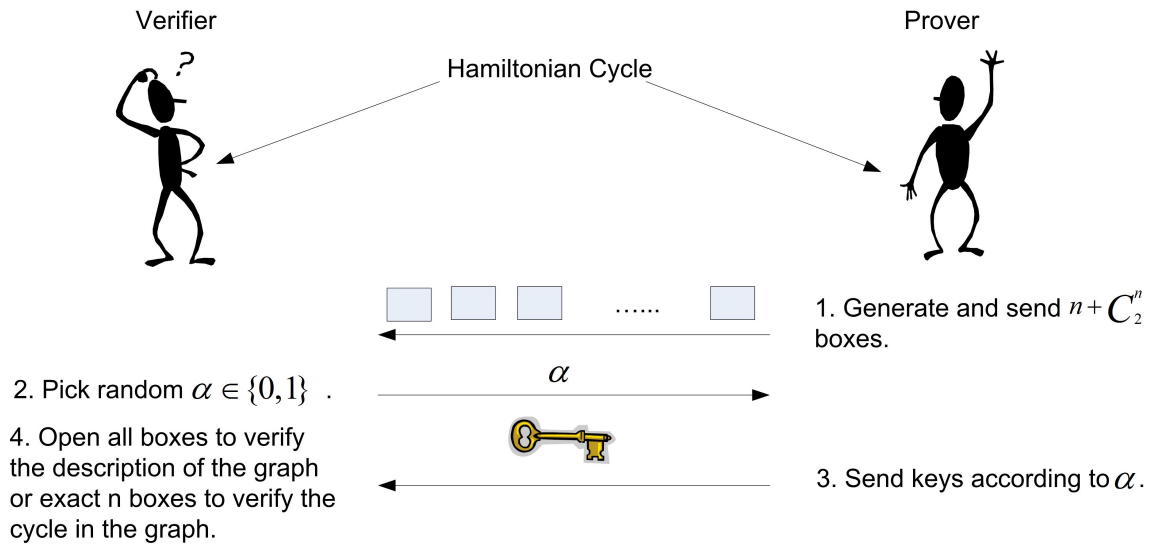 Verifier
Prover
?
Hamiltonian Cycle
......
1. Generate and send n + C₂ⁿ
boxes.
α
2. Pick random α ∈ {0,1} .
4. Open all boxes to verify
the description of the graph
or exact n boxes to verify the
cycle in the graph.
3. Send keys according to α.